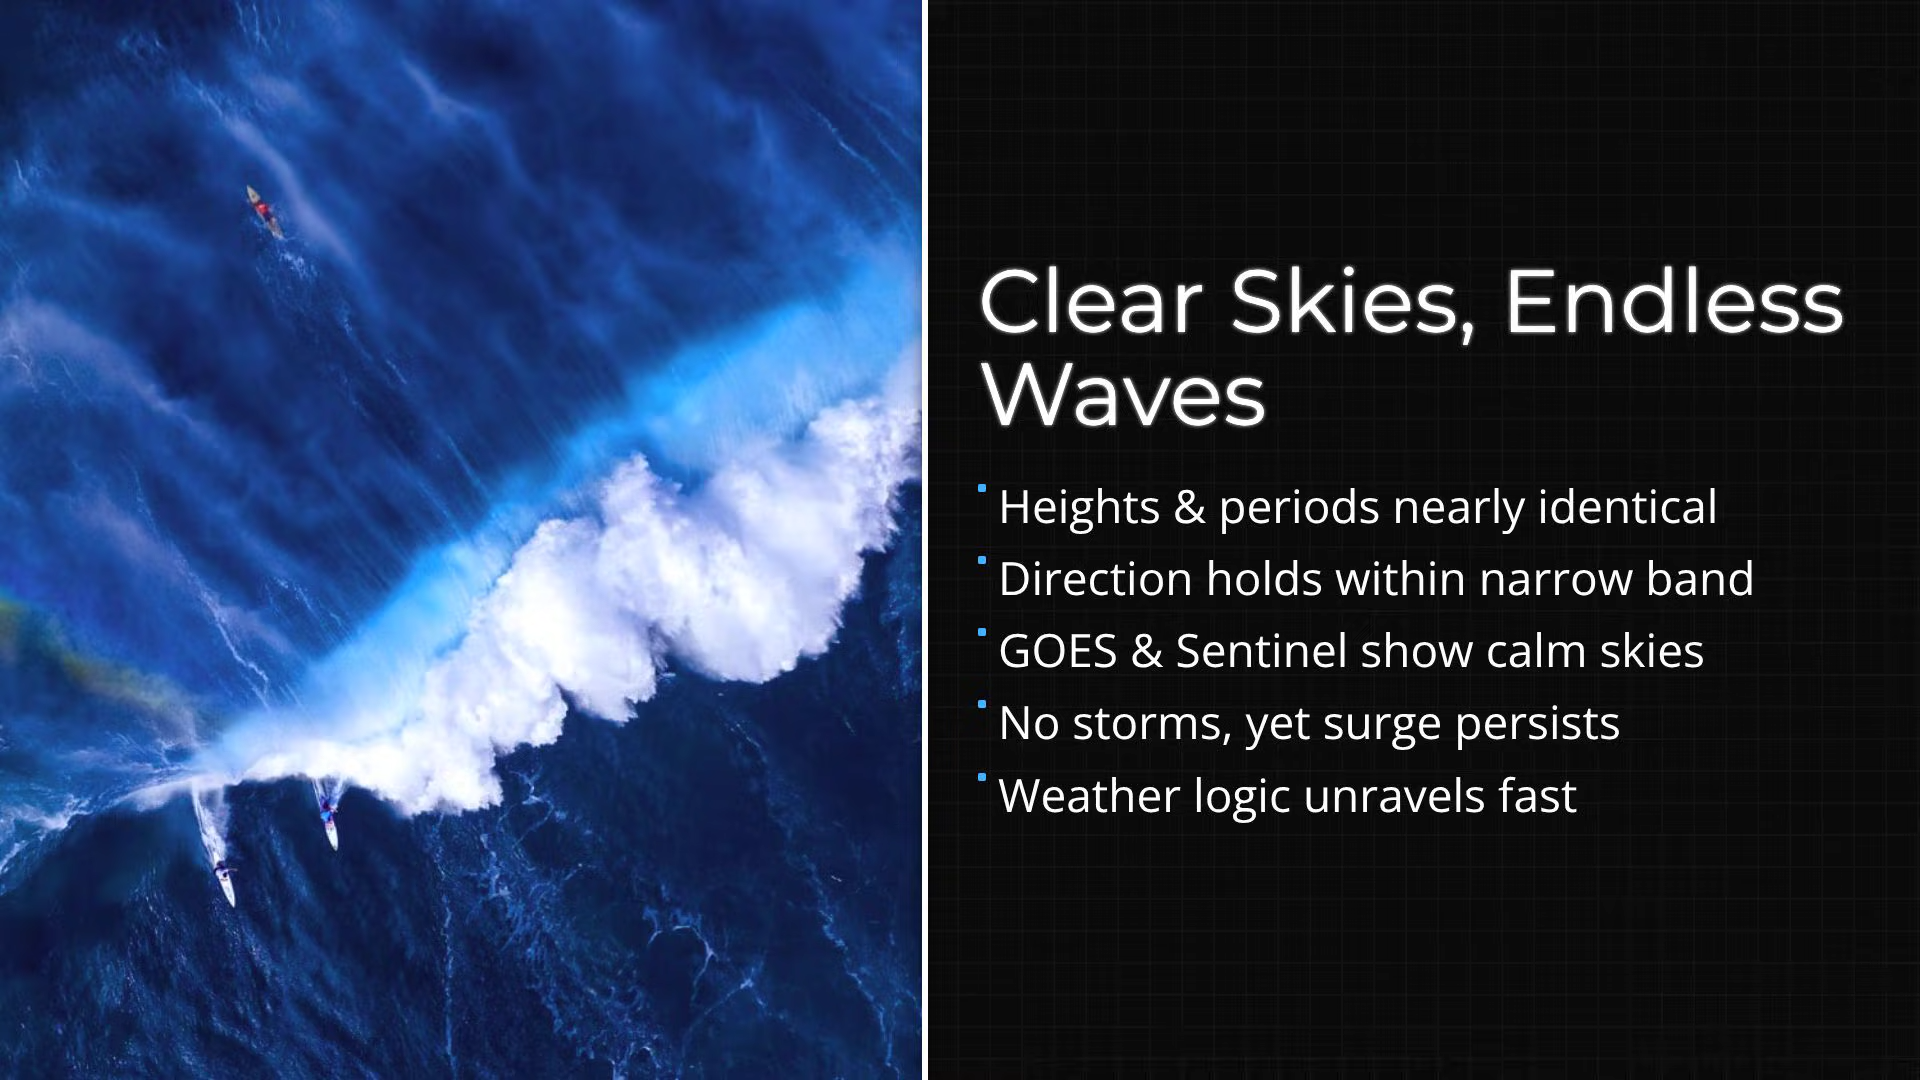 Clear Skies, Endless
Waves
Heights & periods nearly identical
Direction holds within narrow band
GOES & Sentinel show calm skies
No storms, yet surge persists
Weather logic unravels fast